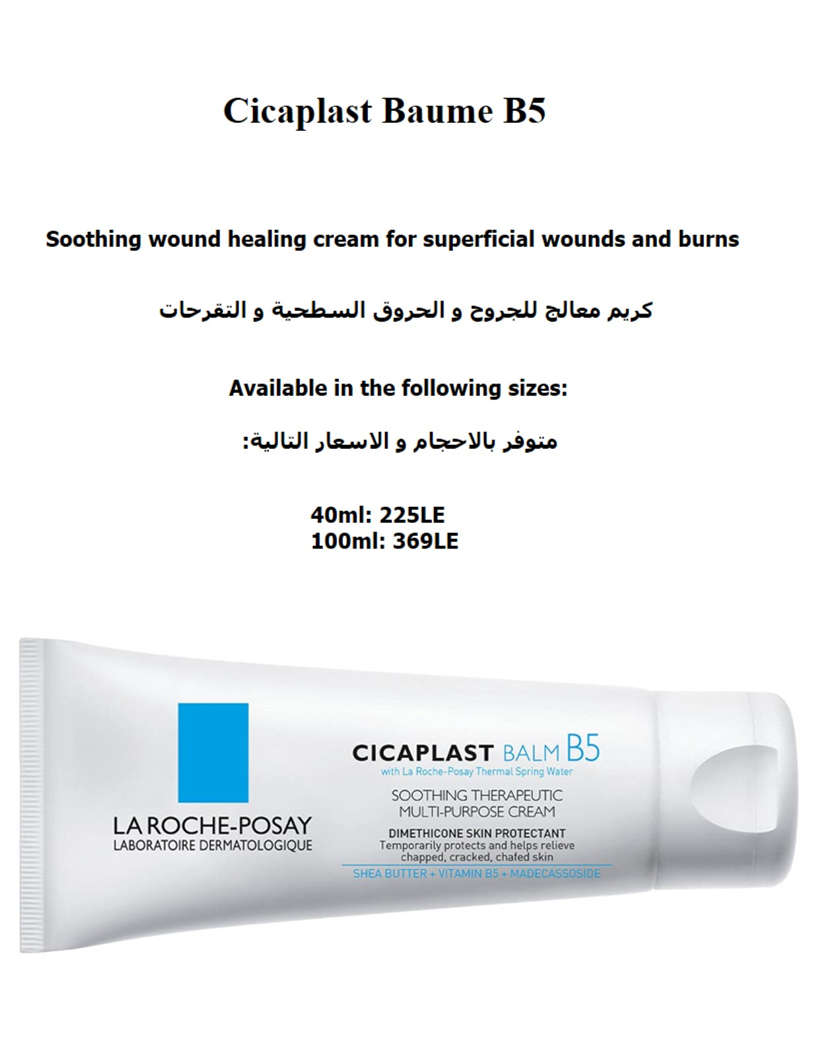 Cicaplast Baume B5
Soothing wound healing cream for superficial wounds and burns
كريم معالج للجروح و الحروق السطحية و التقرحات
Available in the following sizes:
متوفر بالاحجام و الاسعار التالية:
40ml: 225LE
100ml: 369LE
CICAPLAST BALM B5
with La Roche-Posay Thermal Spring Water
SOOTHING THERAPEUTIC
MULTI-PURPOSE CREAM
LA ROCHE-POSAY
LABORATOIRE DERMATOLOGIQUE
DIMETHICONE SKIN PROTECTANT
Temporarily protects and helps relieve
chapped, cracked, chafed skin
SHEA BUTTER + VITAMIN B5 + MADECASSOSIDE